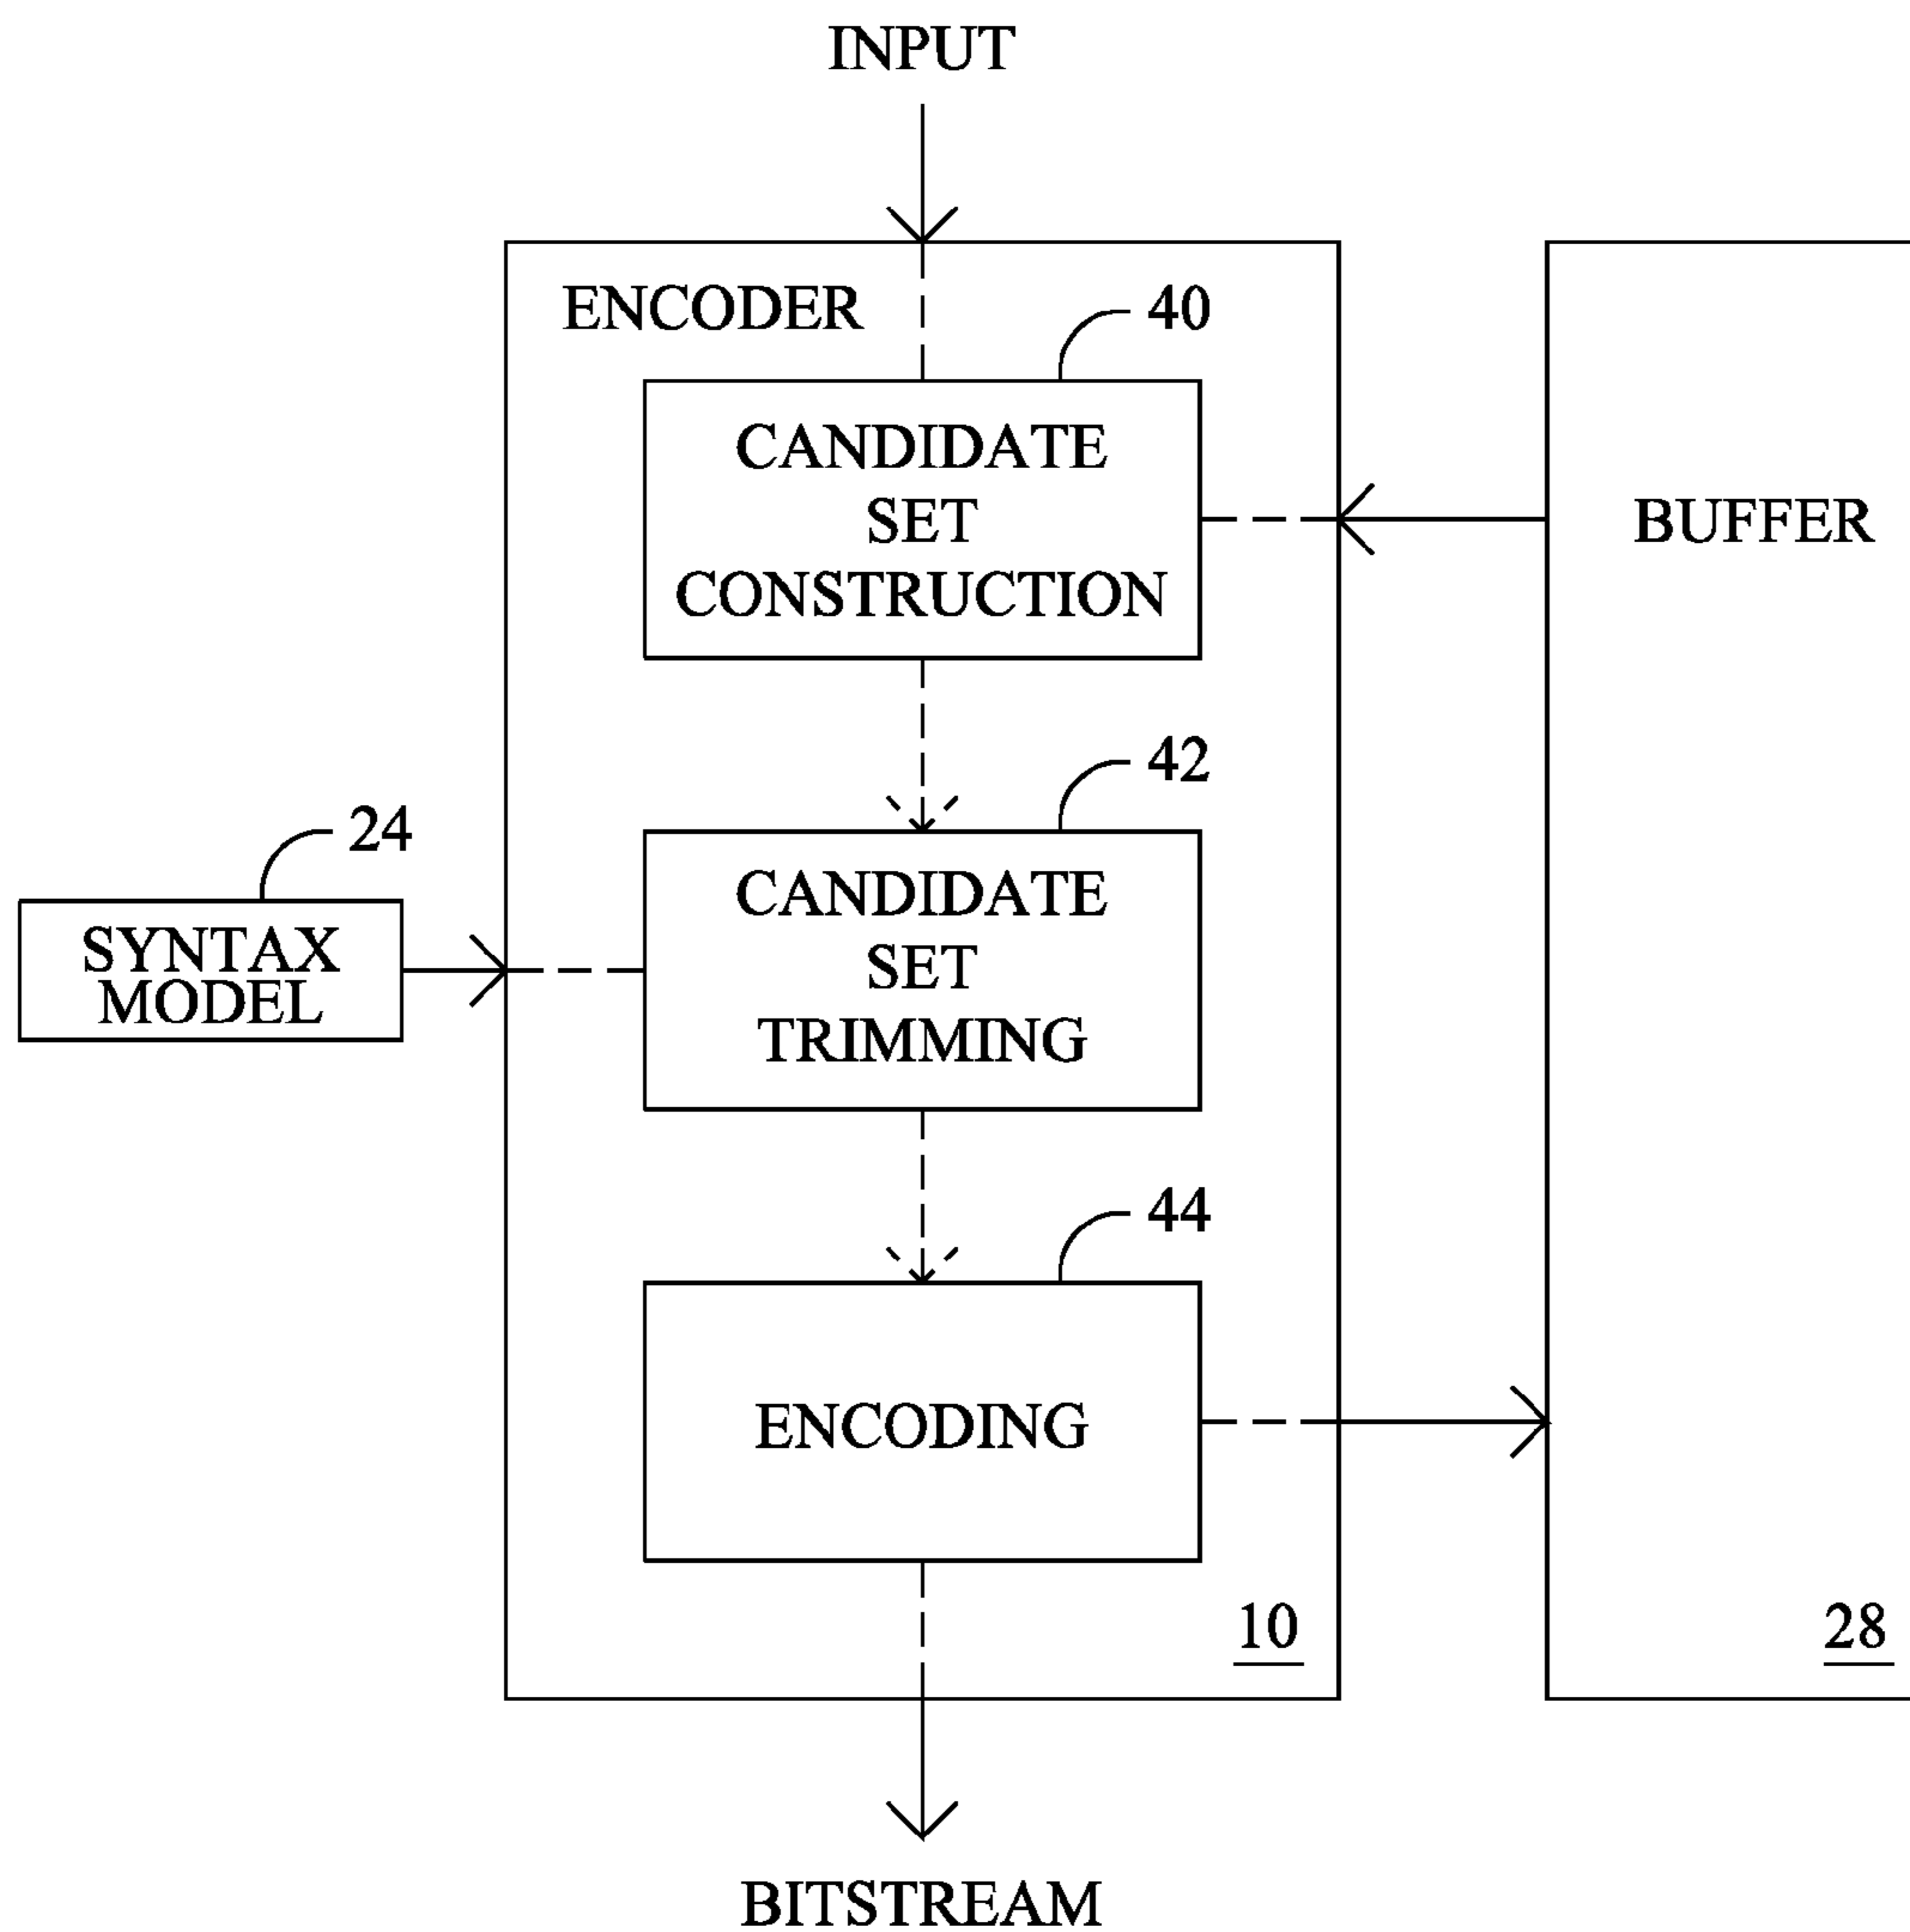 INPUT
ENCODER
40
CANDIDATE
SET
CONSTRUCTION
BUFFER
42
24
SYNTAX
MODEL
CANDIDATE
SET
TRIMMING
44
ENCODING
10
28
BITSTREAM